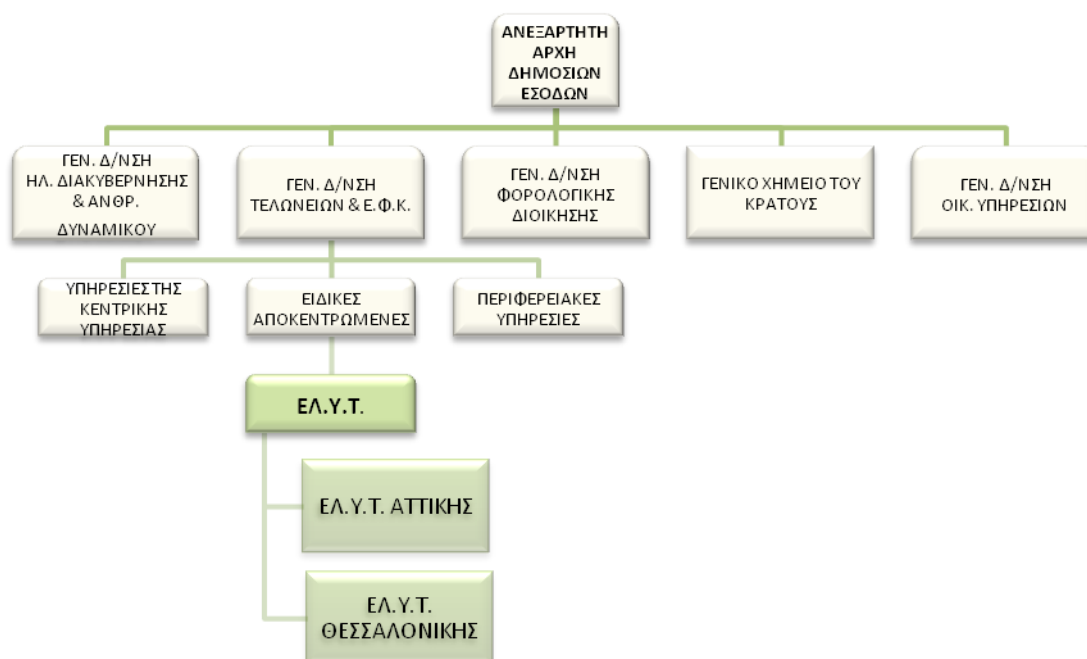 ΑΝΕΞΑΡΤΗΤΗ
ΑΡΧΗ
ΔΗΜΟΣΙΩΝ
ΕΣΟΔΩΝ
ΓΕΝ. Δ/ΝΣΗ
ΗΛ. ΔΙΑΚΥΒΕΡΝΗΣΗΣ
& ΑΝΘΡ.
ΔΥΝΑΜΙΚΟΥ
ΓΕΝ. Δ/ΝΣΗ
ΤΕΛΩΝΕΙΩΝ & Ε.Φ.Κ.
ΓΕΝ. Δ/ΝΣΗ
ΦΟΡΟΛΟΓΙΚΗΣ
ΔΙΟΙΚΗΣΗΣ
ΓΕΝΙΚΟ ΧΗΜΕΙΟ ΤΟΥ
ΚΡΑΤΟΥΣ
ΓΕΝ. Δ/ΝΣΗ
ΟΙΚ. ΥΠΗΡΕΣΙΩΝ
ΥΠΗΡΕΣΙΕΣ ΤΗΣ
ΚΕΝΤΡΙΚΗΣ
ΥΠΗΡΕΣΙΑΣ
ΕΙΔΙΚΕΣ
ΑΠΟΚΕΝΤΡΩΜΕΝΕΣ
ΠΕΡΙΦΕΡΕΙΑΚΕΣ
ΥΠΗΡΕΣΙΕΣ
ΕΛ.Υ.Τ.
ΕΛ.Υ.Τ. ΑΤΤΙΚΗΣ
ΕΛ.Υ.Τ.
ΘΕΣΣΑΛΟΝΙΚΗΣ